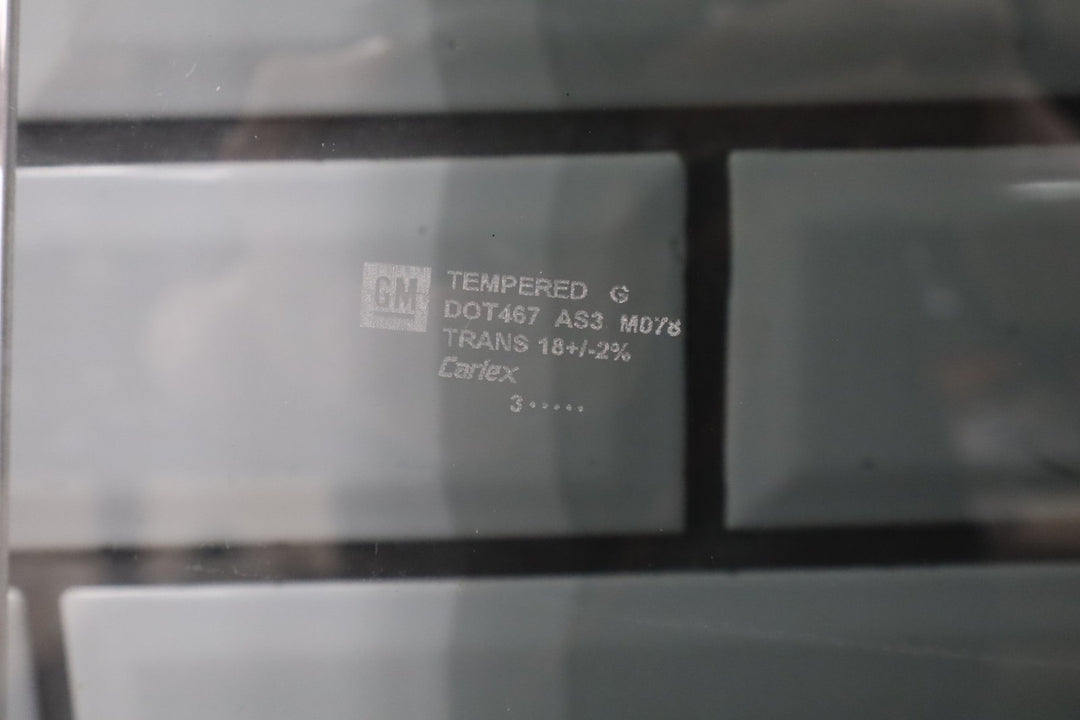 GM
TEMPERED G
DOT467 AS3 M078
TRANS 18+/-2%
Carlex
3·····